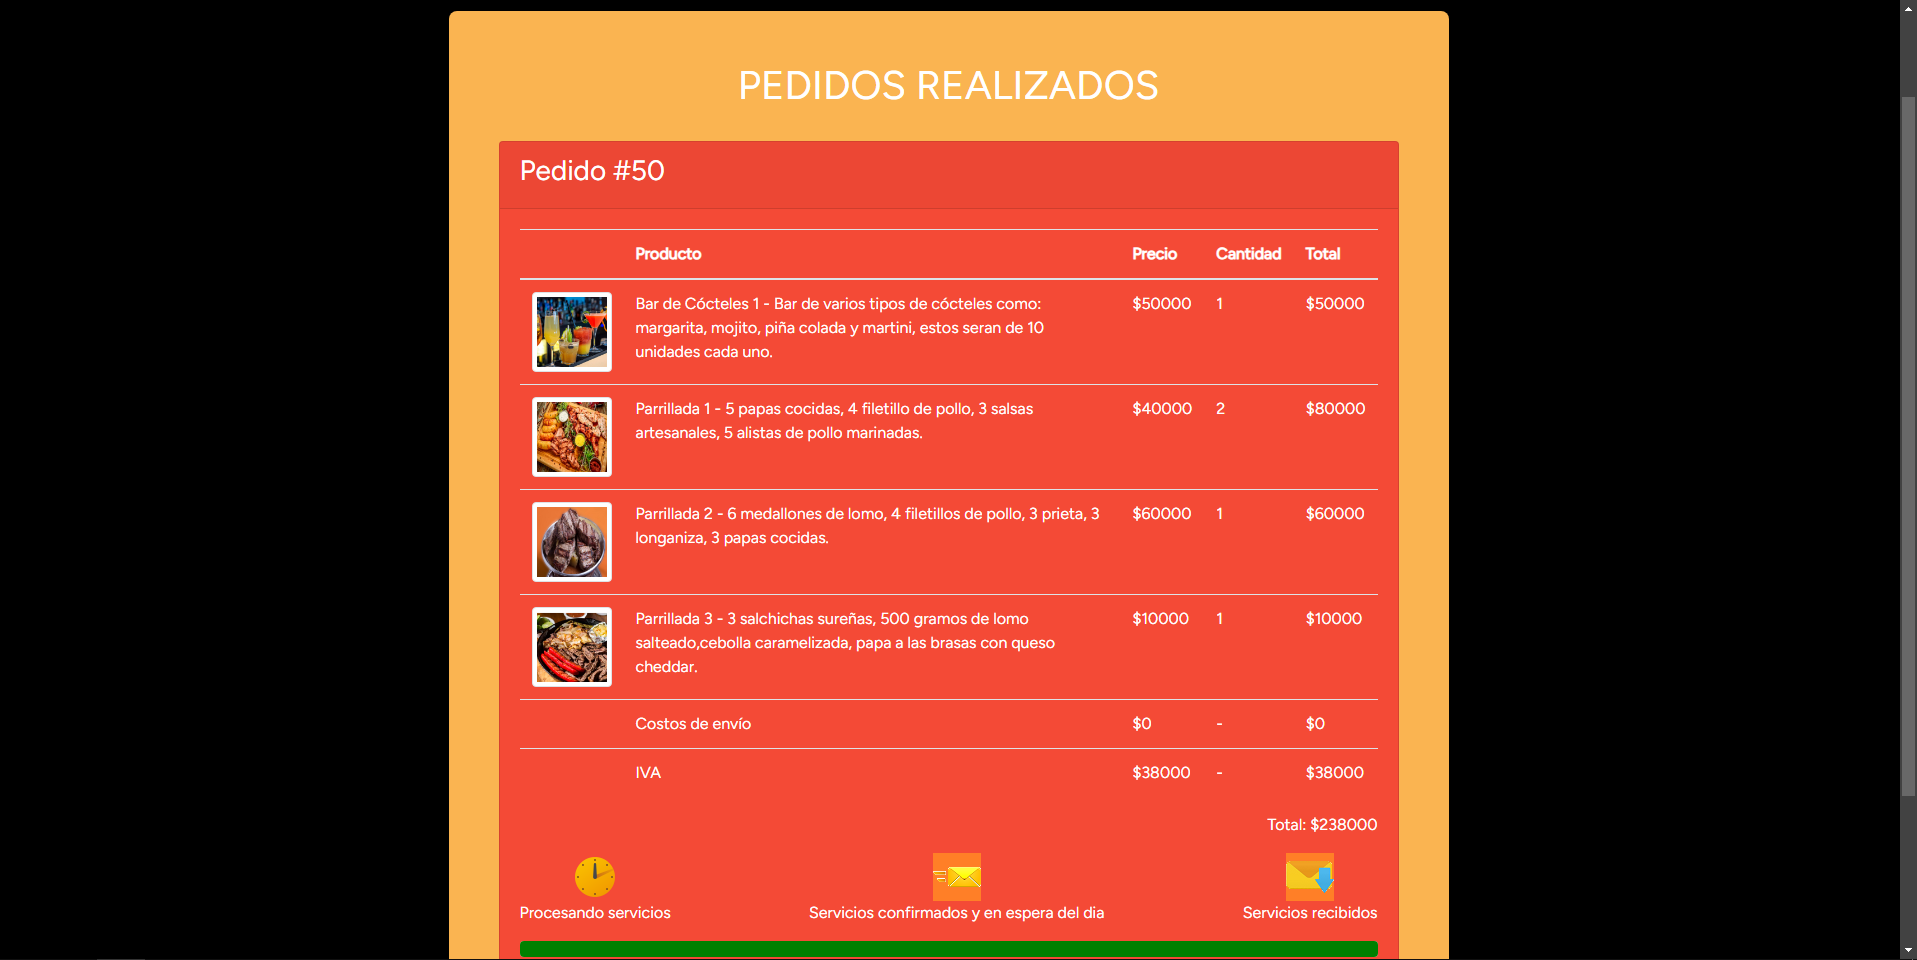 PEDIDOS REALIZADOS
Pedido #50
Producto Precio Cantidad Total
Bar de Cócteles 1 - Bar de varios tipos de cócteles como: $50000 1 $50000
margarita, mojito, piña colada y martini, estos seran de 10
unidades cada uno.
Parrillada 1 - 5 papas cocidas, 4 filetillo de pollo, 3 salsas $40000 2 $80000
artesanales, 5 alistas de pollo marinadas.
Parrillada 2 - 6 medallones de lomo, 4 filetillos de pollo, 3 prieta, 3 $60000 1 $60000
longaniza, 3 papas cocidas.
Parrillada 3 - 3 salchichas sureñas, 500 gramos de lomo $10000 1 $10000
salteado,cebolla caramelizada, papa a las brasas con queso
cheddar.
Costos de envío $0 - $0
IVA $38000 - $38000
Total: $238000
Procesando servicios Servicios confirmados y en espera del dia Servicios recibidos